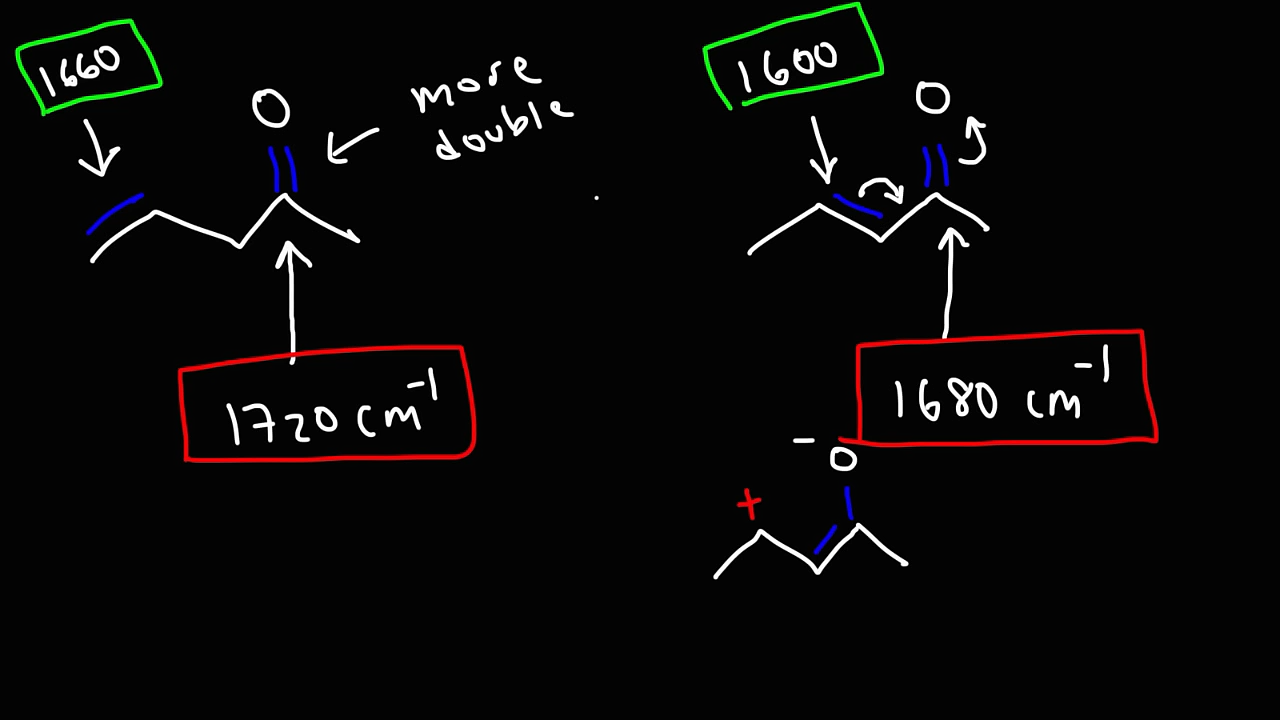 1660
O
more
double
1720 cm⁻¹
1600
O
1680 cm⁻¹
− O
+